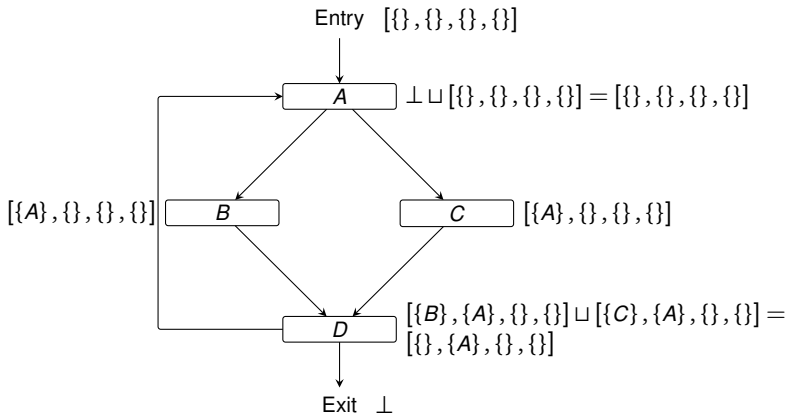 Entry [{}, {}, {}, {}]
A ⊥ ⊔ [{}, {}, {}, {}] = [{}, {}, {}, {}]
[{A}, {}, {}, {}] B C [{A}, {}, {}, {}]
[{B}, {A}, {}, {}] ⊔ [{C}, {A}, {}, {}] =
D [{}, {A}, {}, {}]
Exit ⊥